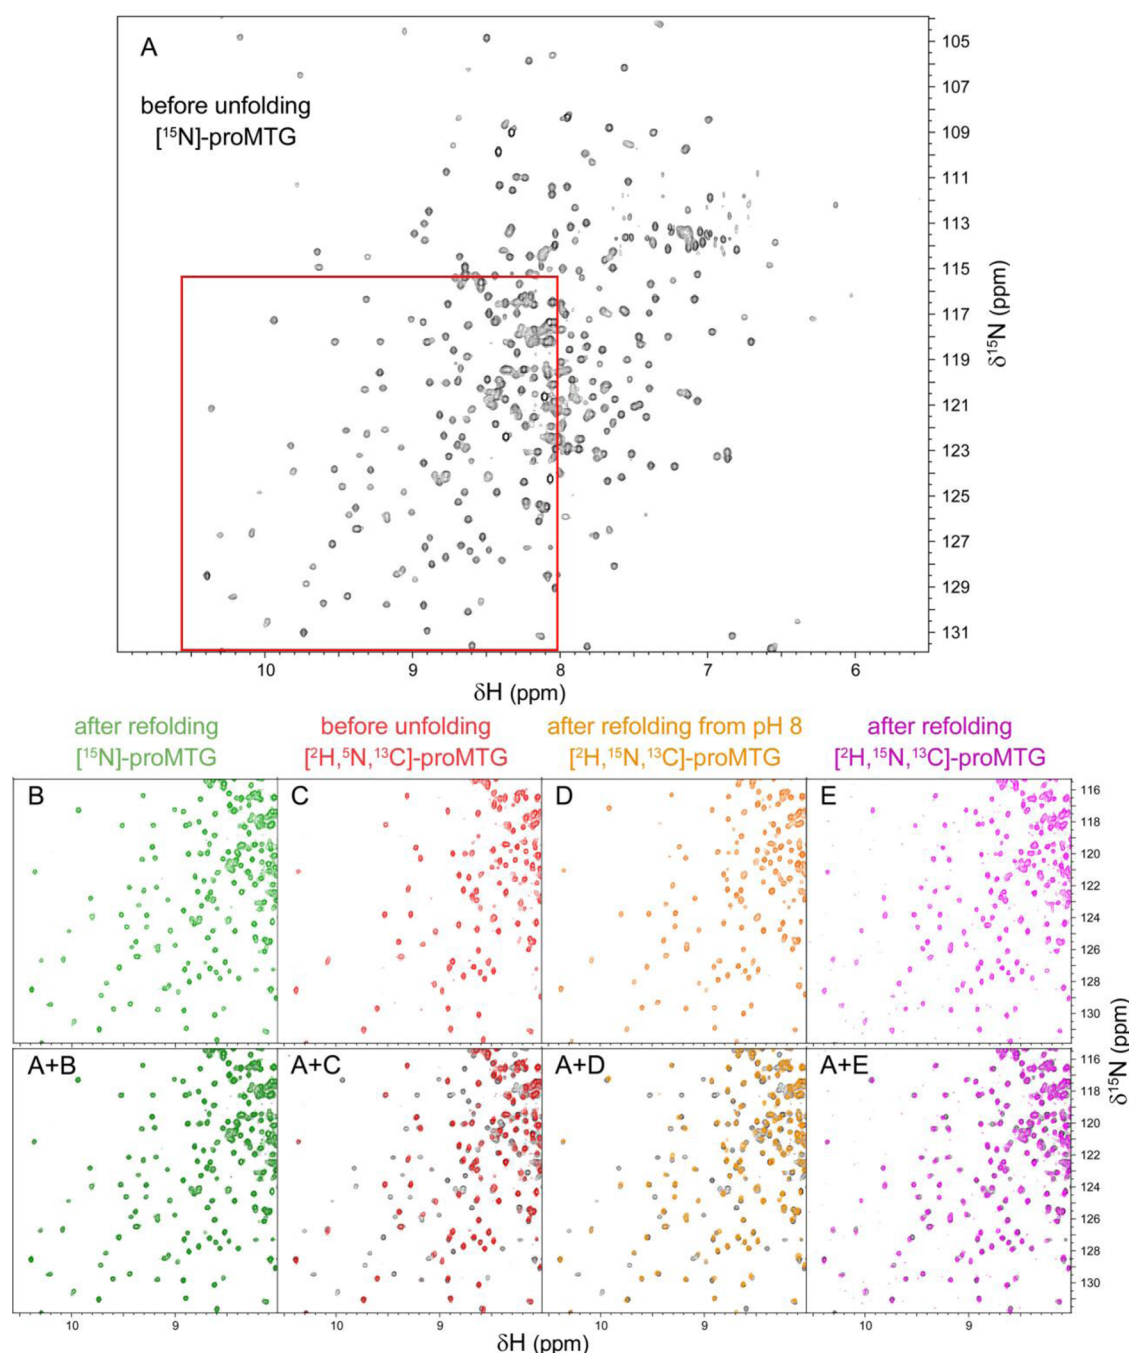 A
before unfolding
[¹⁵N]-proMTG
105
107
109
111
113
115
117
119
121
123
125
127
129
131
δ¹⁵N (ppm)
10
9
8
7
6
δH (ppm)
after refolding
[¹⁵N]-proMTG
before unfolding
[²H,⁵N,¹³C]-proMTG
after refolding from pH 8
[²H,¹⁵N,¹³C]-proMTG
after refolding
[²H,¹⁵N,¹³C]-proMTG
B
C
D
E
116
118
120
122
124
126
128
130
A+B
A+C
A+D
A+E
116
118
120
122
124
126
128
130
δ¹⁵N (ppm)
10
9
10
9
10
9
10
9
δH (ppm)